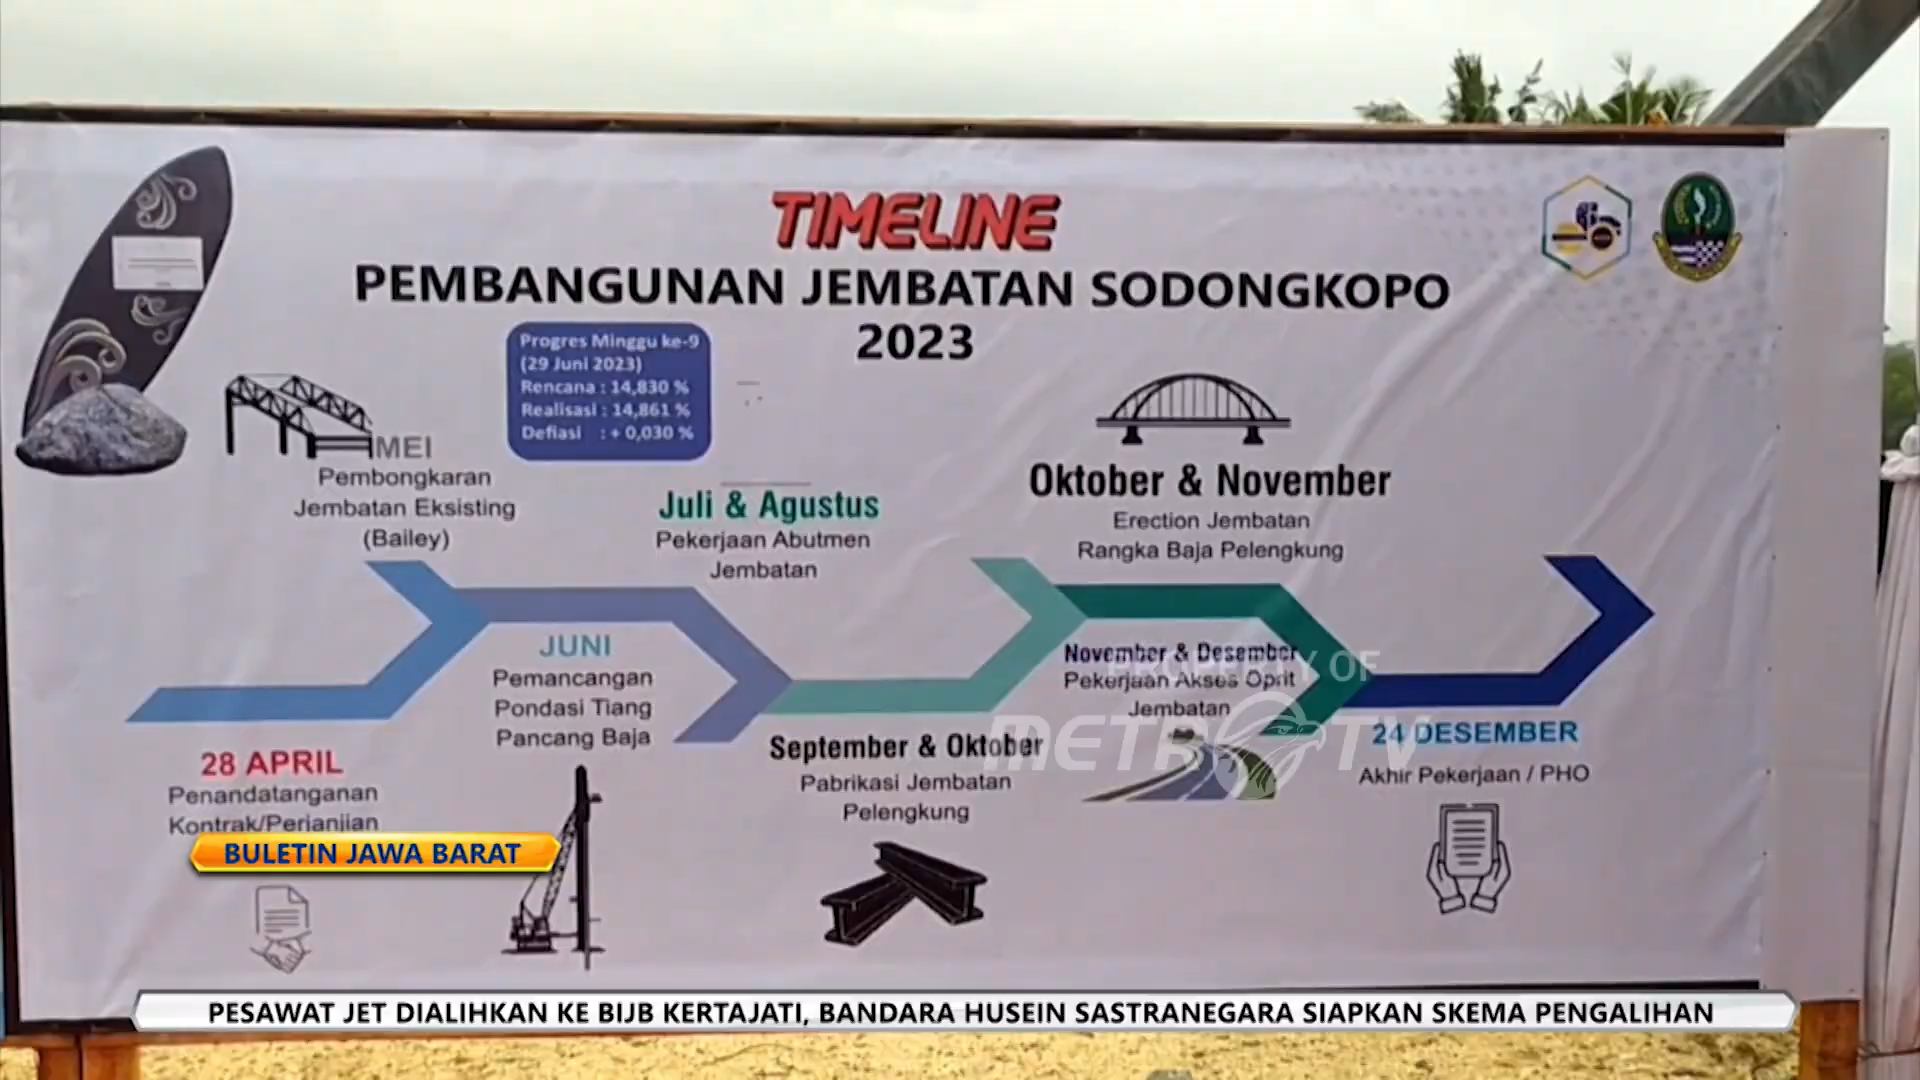 TIMELINE
PEMBANGUNAN JEMBATAN SODONGKOPO
2023
Progres Minggu ke-9
(29 Juni 2023)
Rencana : 14,830 %
Realisasi : 14,861 %
Defiasi : + 0,030 %
MEI
Pembongkaran
Jembatan Eksisting
(Bailey)
Juli & Agustus
Pekerjaan Abutmen
Jembatan
Oktober & November
Erection Jembatan
Rangka Baja Pelengkung
28 APRIL
Penandatanganan
Kontrak/Perjanjian
JUNI
Pemancangan
Pondasi Tiang
Pancang Baja
September & Oktober
Pabrikasi Jembatan
Pelengkung
November & Desember
Pekerjaan Akses Oprit
Jembatan
24 DESEMBER
Akhir Pekerjaan / PHO
PROPERTY OF
METRO TV
BULETIN JAWA BARAT
PESAWAT JET DIALIHKAN KE BIJB KERTAJATI, BANDARA HUSEIN SASTRANEGARA SIAPKAN SKEMA PENGALIHAN